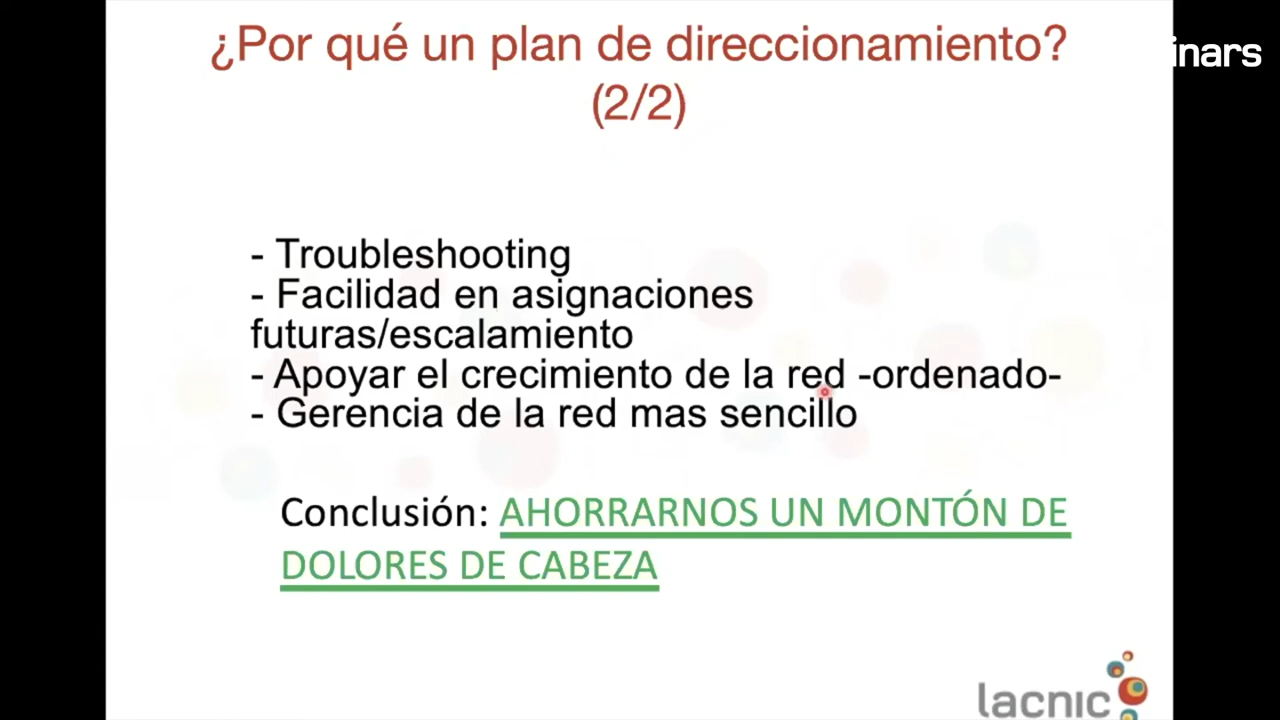 ¿Por qué un plan de direccionamiento?
(2/2)
inars
- Troubleshooting
- Facilidad en asignaciones
futuras/escalamiento
- Apoyar el crecimiento de la red -ordenado-
- Gerencia de la red mas sencillo
Conclusión: AHORRARNOS UN MONTÓN DE
DOLORES DE CABEZA
lacnic